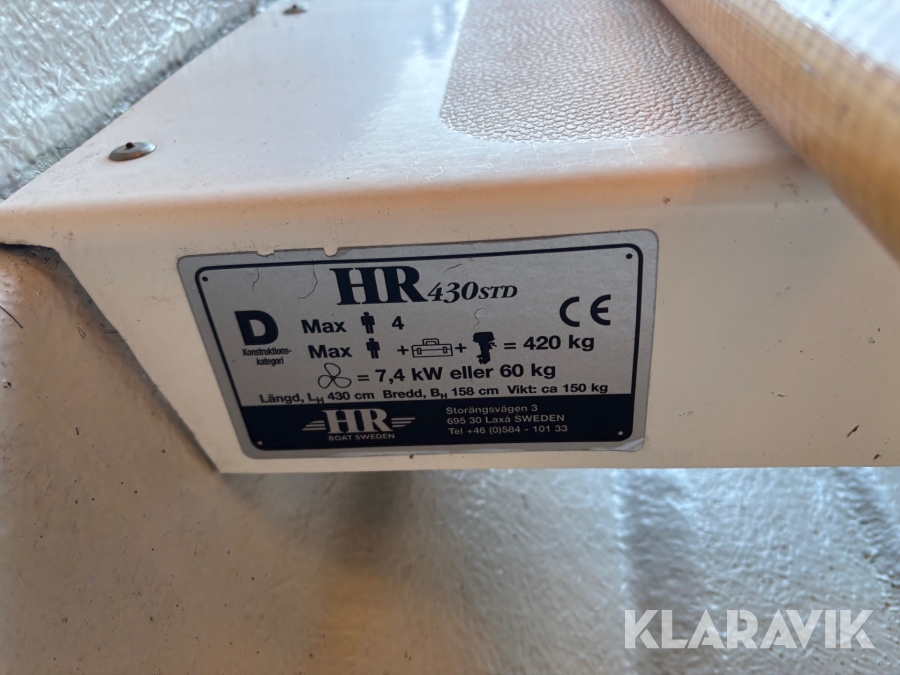 HR 430STD
CE
D
Konstruktions-
kategori
Max 4
Max + + = 420 kg
= 7,4 kW eller 60 kg
Längd, LH 430 cm Bredd, BH 158 cm Vikt: ca 150 kg
HR
BOAT SWEDEN
Storängsvägen 3
695 30 Laxå SWEDEN
Tel +46 (0)584 - 101 33
KLARAVIK